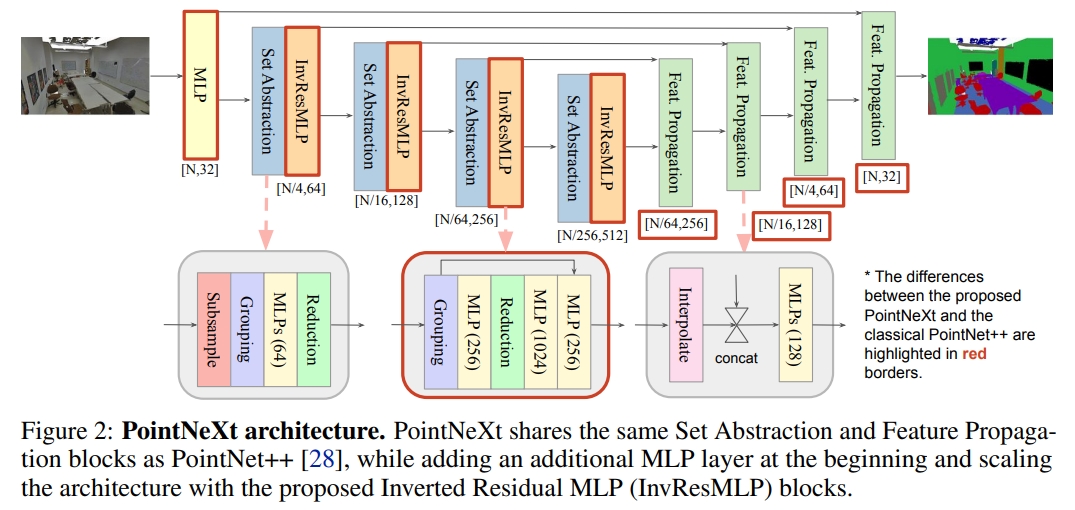 MLP
[N,32]
Set Abstraction
InvResMLP
[N/4,64]
Set Abstraction
InvResMLP
[N/16,128]
Set Abstraction
InvResMLP
[N/64,256]
Set Abstraction
InvResMLP
[N/256,512]
Feat. Propagation
[N/64,256]
Feat. Propagation
[N/16,128]
Feat. Propagation
[N/4,64]
Feat. Propagation
[N,32]
Subsample
Grouping
MLPs (64)
Reduction
Grouping
MLP (256)
Reduction
MLP (1024)
MLP (256)
Interpolate
concat
MLPs (128)
* The differences
between the proposed
PointNeXt and the
classical PointNet++ are
highlighted in red
borders.
Figure 2: PointNeXt architecture. PointNeXt shares the same Set Abstraction and Feature Propaga-
tion blocks as PointNet++ [28], while adding an additional MLP layer at the beginning and scaling
the architecture with the proposed Inverted Residual MLP (InvResMLP) blocks.